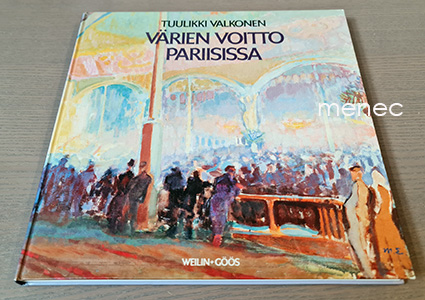 TUULIKKI VALKONEN
VÄRIEN VOITTO
PARIISISSA
menec
WEILIN+GÖÖS